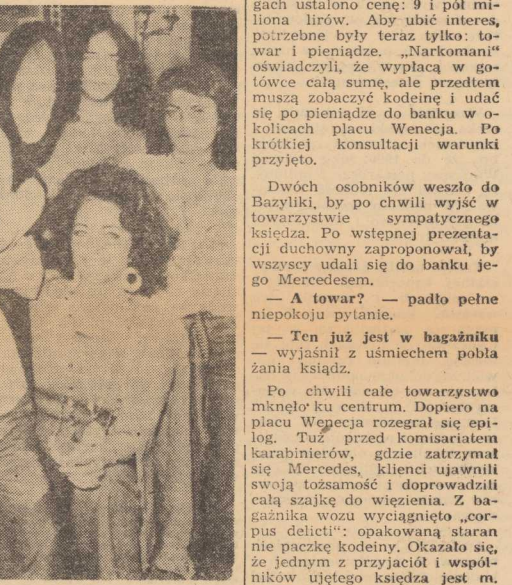 gach ustalono cenę: 9 i pół mi-
liona lirów. Aby ubić interes,
potrzebne były teraz tylko: to-
war i pieniądze. „Narkomani“
oświadczyli, że wypłacą w go-
tówce całą sumę, ale przedtem
muszą zobaczyć kodeinę i udać
się po pieniądze do banku w o-
kolicach placu Wenecja. Po
krótkiej konsultacji warunki
przyjęto.
Dwóch osobników weszło do
Bazyliki, by po chwili wyjść w
towarzystwie sympatycznego
księdza. Po wstępnej prezenta-
cji duchowny zaproponował, by
wszyscy udali się do banku je-
go Mercedesem.
— A towar? — padło pełne
niepokoju pytanie.
— Ten już jest w bagażniku
— wyjaśnił z uśmiechem pobła
żania ksiądz.
Po chwili całe towarzystwo
mknęło ku centrum. Dopiero na
placu Wenecja rozegrał się epi-
log. Tuż przed komisariatem
karabinierów, gdzie zatrzymał
się Mercedes, klienci ujawnili
swoją tożsamość i doprowadzili
całą szajkę do więzienia. Z ba-
gażnika wozu wyciągnięto „cor-
pus delicti“: opakowaną staran
nie paczkę kodeiny. Okazało się,
że jednym z przyjaciół i wspól-
ników ujętego księdza jest m.